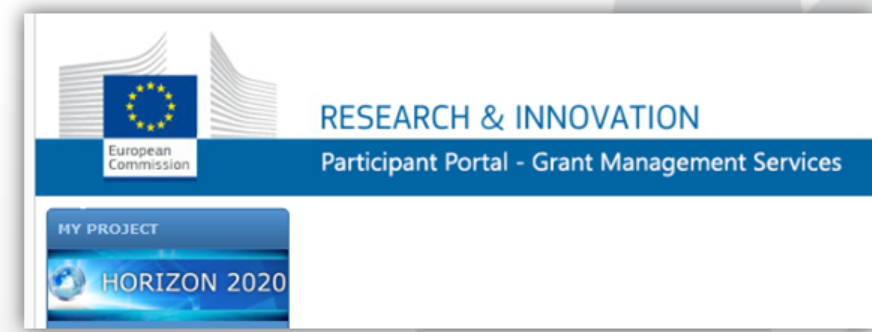 European
Commission
RESEARCH & INNOVATION
Participant Portal - Grant Management Services
MY PROJECT
HORIZON 2020